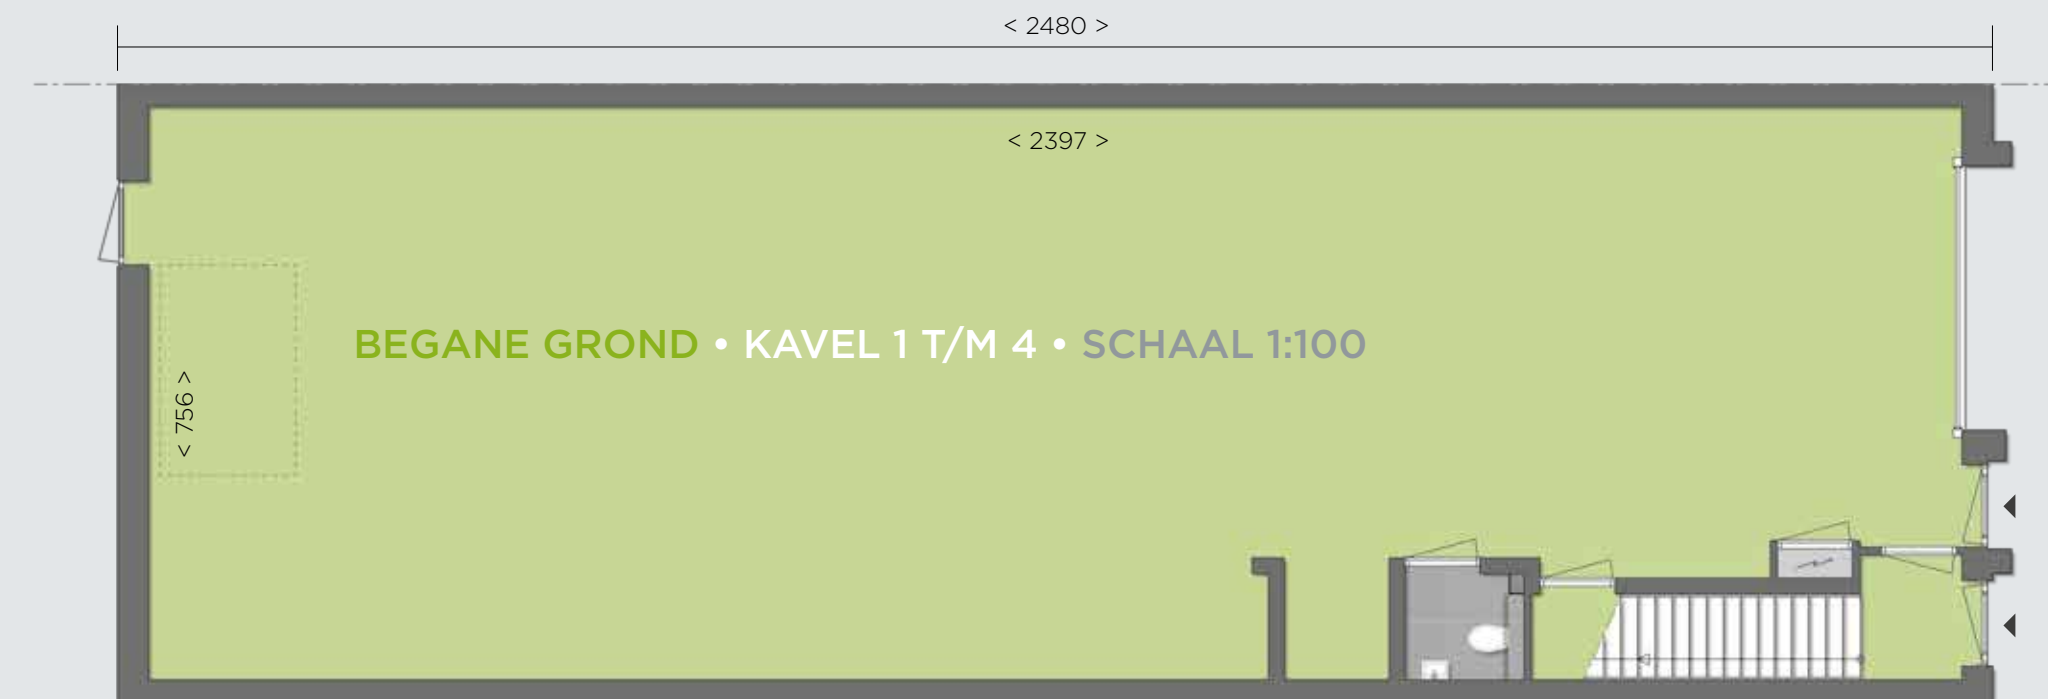 < 2480 >
< 2397 >
BEGANE GROND • KAVEL 1 T/M 4 • SCHAAL 1:100
< 756 >